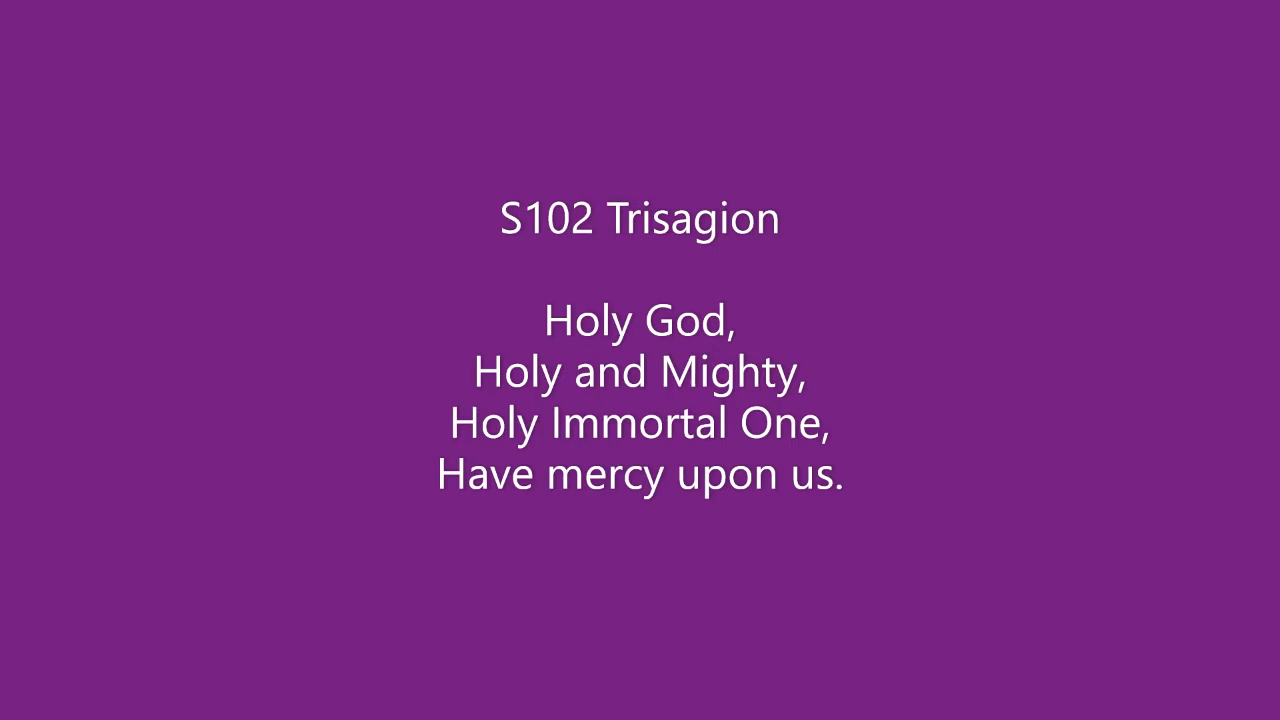 S102 Trisagion
Holy God,
Holy and Mighty,
Holy Immortal One,
Have mercy upon us.